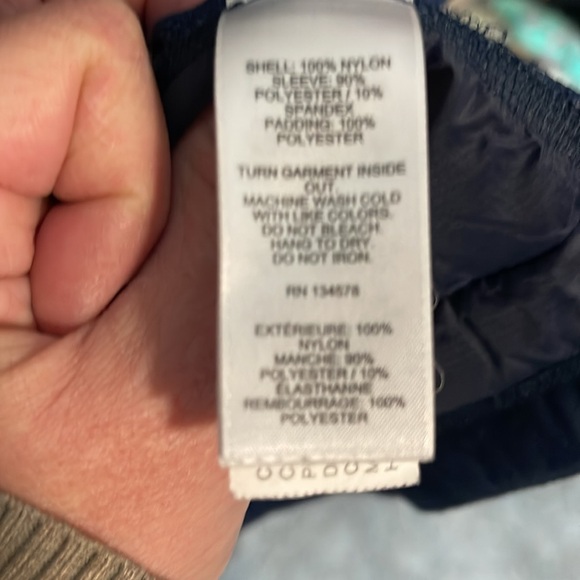 SHELL: 100% NYLON
SLEEVE: 90%
POLYESTER / 10%
SPANDEX
PADDING: 100%
POLYESTER
TURN GARMENT INSIDE
OUT.
MACHINE WASH COLD
WITH LIKE COLORS.
DO NOT BLEACH.
HANG TO DRY.
DO NOT IRON.
RN 134578
EXTÉRIEURE: 100%
NYLON
MANCHE: 90%
POLYESTER / 10%
ÉLASTHANNE
REMBOURRAGE: 100%
POLYESTER